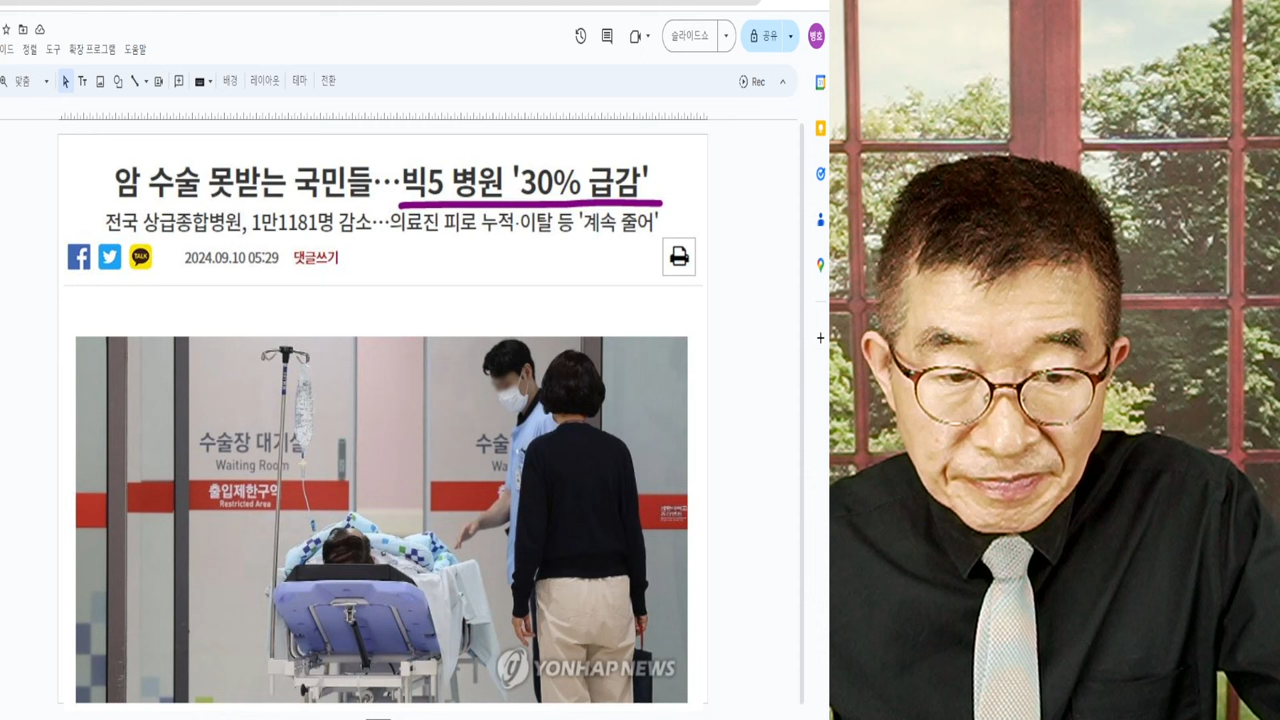 이드 정렬 도구 확장 프로그램 도움말
슬라이드쇼
공유
범호
맞춤
배경
레이아웃
테마
전환
Rec
암 수술 못받는 국민들…빅5 병원 '30% 급감'
전국 상급종합병원, 1만1181명 감소…의료진 피로 누적·이탈 등 '계속 줄어'
TALK
2024.09.10 05:29 댓글쓰기
수술장 대기실
Waiting Room
출입제한구역
Restricted Area
수술
Wa
YONHAPNEWS